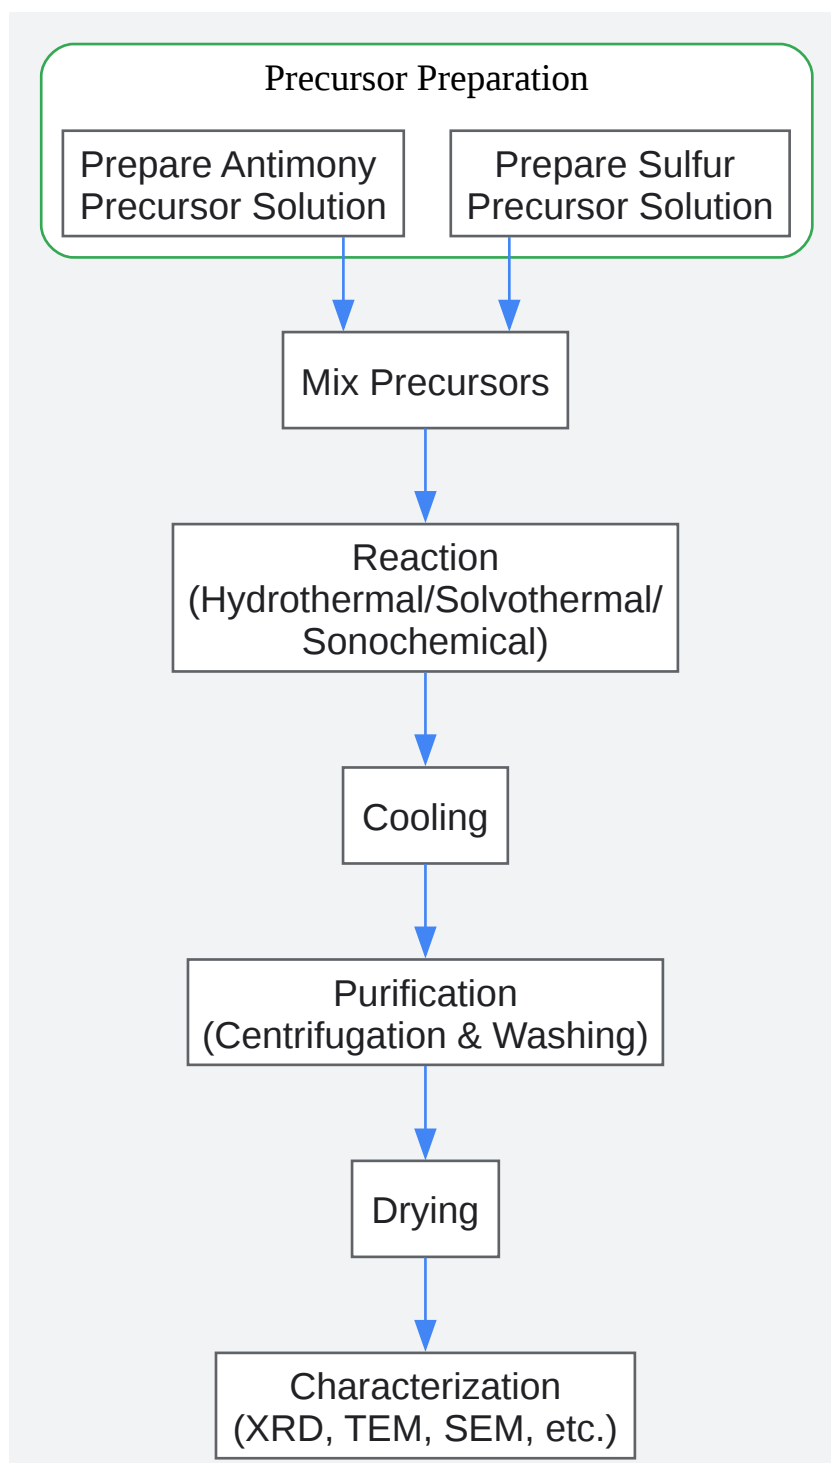 Precursor Preparation
Prepare Antimony
Precursor Solution
Prepare Sulfur
Precursor Solution
Mix Precursors
Reaction
(Hydrothermal/Solvothermal/
Sonochemical)
Cooling
Purification
(Centrifugation & Washing)
Drying
Characterization
(XRD, TEM, SEM, etc.)